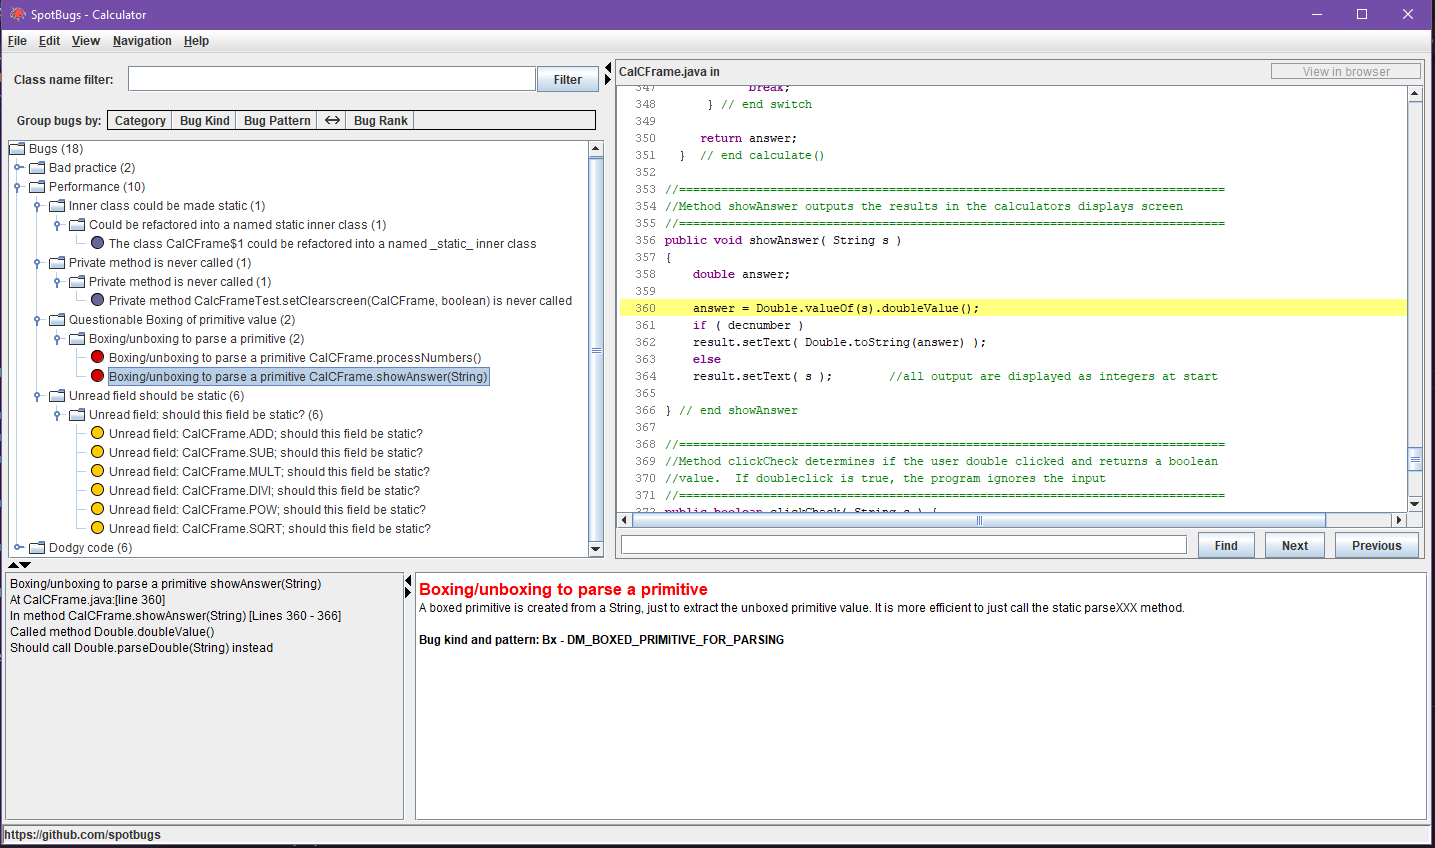 SpotBugs - Calculator
File Edit View Navigation Help
Class name filter: Filter
Group bugs by: Category Bug Kind Bug Pattern Bug Rank
Bugs (18)
Bad practice (2)
Performance (10)
Inner class could be made static (1)
Could be refactored into a named static inner class (1)
The class CalCFrame$1 could be refactored into a named _static_ inner class
Private method is never called (1)
Private method is never called (1)
Private method CalcFrameTest.setClearscreen(CalCFrame, boolean) is never called
Questionable Boxing of primitive value (2)
Boxing/unboxing to parse a primitive (2)
Boxing/unboxing to parse a primitive CalCFrame.processNumbers()
Boxing/unboxing to parse a primitive CalCFrame.showAnswer(String)
Unread field should be static (6)
Unread field: should this field be static? (6)
Unread field: CalCFrame.ADD; should this field be static?
Unread field: CalCFrame.SUB; should this field be static?
Unread field: CalCFrame.MULT; should this field be static?
Unread field: CalCFrame.DIVI; should this field be static?
Unread field: CalCFrame.POW; should this field be static?
Unread field: CalCFrame.SQRT; should this field be static?
Dodgy code (6)
CalCFrame.java in View in browser
347 break;
348 } // end switch
349
350 return answer;
351 } // end calculate()
352
353 //==============================================================================
354 //Method showAnswer outputs the results in the calculators displays screen
355 //==============================================================================
356 public void showAnswer( String s )
357 {
358 double answer;
359
360 answer = Double.valueOf(s).doubleValue();
361 if ( decnumber )
362 result.setText( Double.toString(answer) );
363 else
364 result.setText( s ); //all output are displayed as integers at start
365
366 } // end showAnswer
367
368 //==============================================================================
369 //Method clickCheck determines if the user double clicked and returns a boolean
370 //value.  If doubleclick is true, the program ignores the input
371 //==============================================================================
372 public boolean clickCheck( String s ) {
Find Next Previous
Boxing/unboxing to parse a primitive showAnswer(String)
At CalCFrame.java:[line 360]
In method CalCFrame.showAnswer(String) [Lines 360 - 366]
Called method Double.doubleValue()
Should call Double.parseDouble(String) instead
Boxing/unboxing to parse a primitive
A boxed primitive is created from a String, just to extract the unboxed primitive value. It is more efficient to just call the static parseXXX method.
Bug kind and pattern: Bx - DM_BOXED_PRIMITIVE_FOR_PARSING
https://github.com/spotbugs